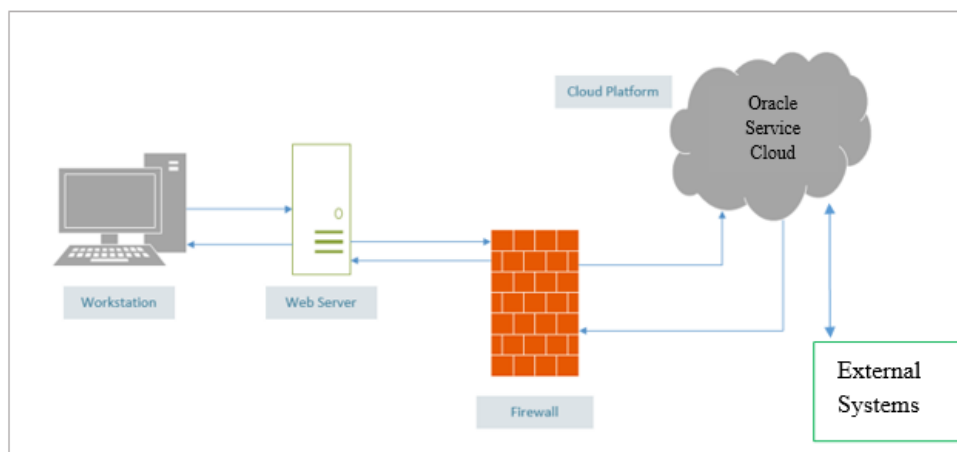 Cloud Platform
Oracle
Service
Cloud
Workstation
Web Server
Firewall
External
Systems